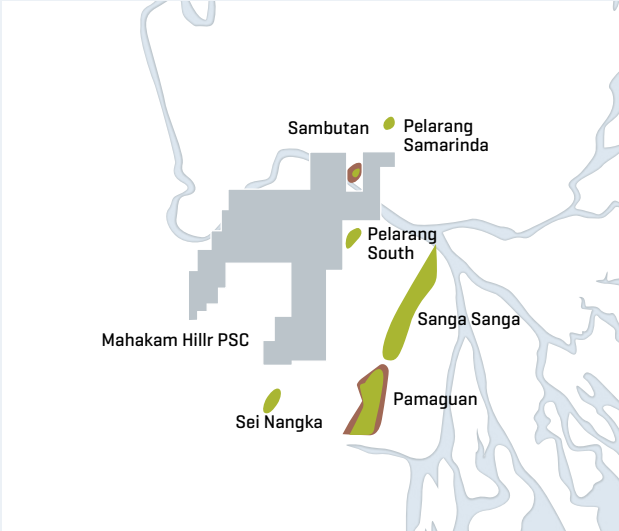 Sambutan
Pelarang
Samarinda
Pelarang
South
Sanga Sanga
Mahakam Hillr PSC
Pamaguan
Sei Nangka